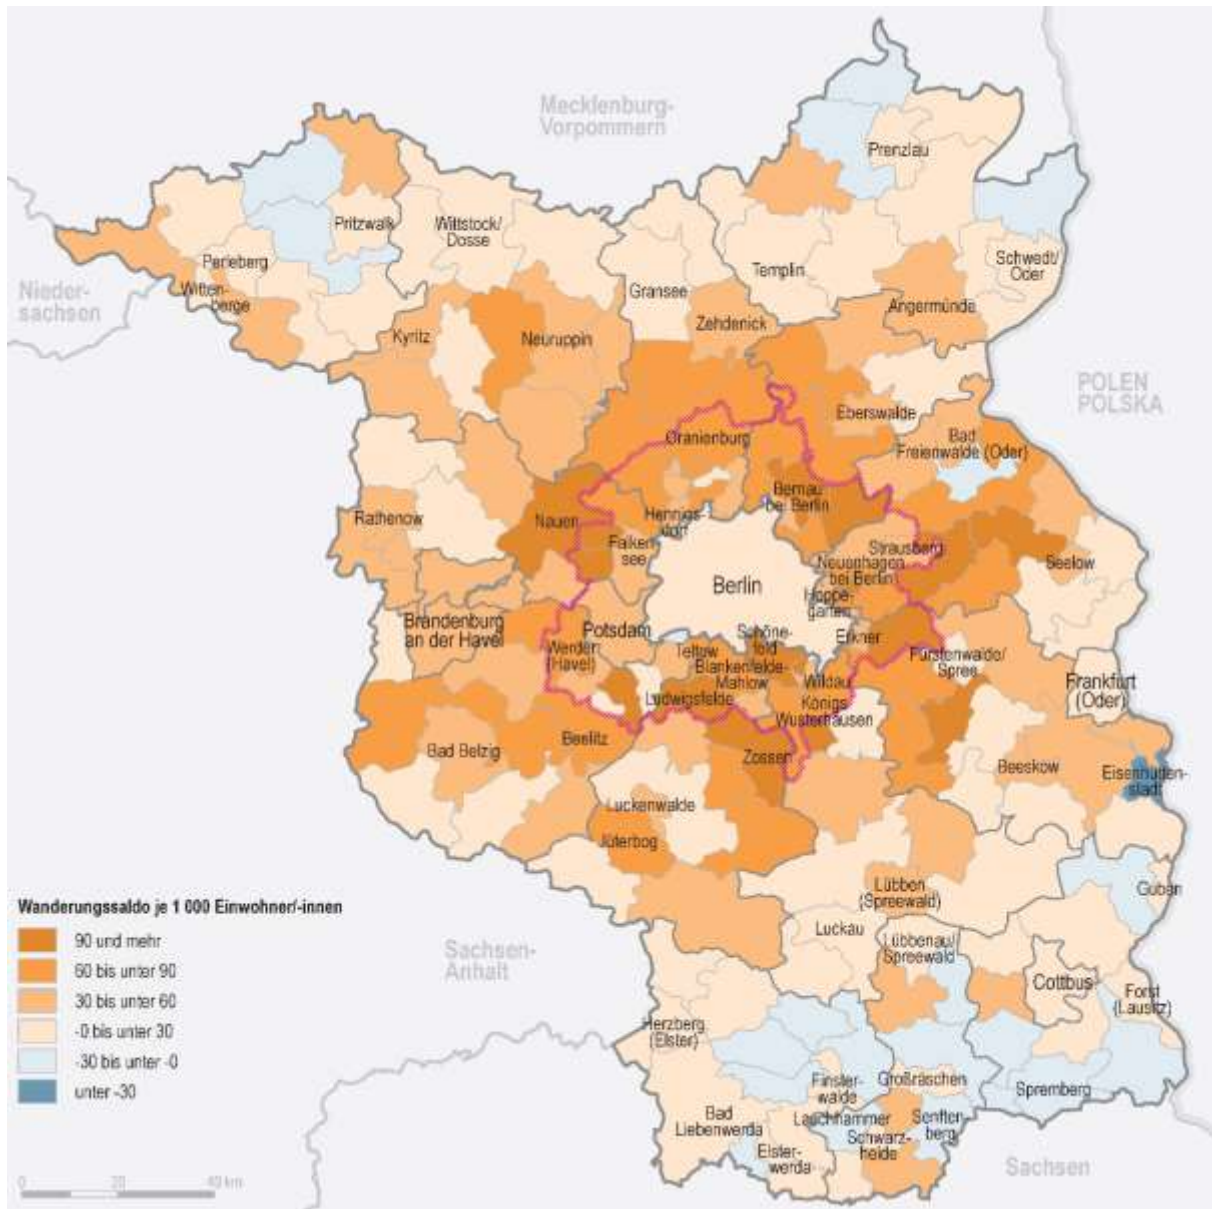 Mecklenburg-
Vorpommern
Prenzlau
Pritzwalk
Wittstock/
Dosse
Perleberg
Templin
Schwedt/
Oder
Nieder-
sachsen
Witten-
berge
Gransee
Angermünde
Zehdenick
Kyritz
Neuruppin
POLEN
POLSKA
Eberswalde
Oranienburg
Bad
Freienwalde (Oder)
Bernau
bei Berlin
Rathenow
Nauen
Hennigs-
dorf
Falken-
see
Strausberg
Neuenhagen
bei Berlin
Seelow
Berlin
Hoppe-
garten
Brandenburg
an der Havel
Potsdam
Schöne-
feld
Erkner
Werder
(Havel)
Teltow
Blankenfelde-
Mahlow
Wildau
Fürstenwalde/
Spree
Frankfurt
(Oder)
Ludwigsfelde
Königs
Wusterhausen
Beelitz
Bad Belzig
Zossen
Beeskow
Eisenhütten-
stadt
Luckenwalde
Jüterbog
Lübben
(Spreewald)
Guben
Wanderungssaldo je 1 000 Einwohner/-innen
90 und mehr
60 bis unter 90
30 bis unter 60
-0 bis unter 30
-30 bis unter -0
unter -30
Sachsen-
Anhalt
Luckau
Lübbenau/
Spreewald
Cottbus
Forst
(Lausitz)
Herzberg
(Elster)
Finster-
walde
Großräschen
Spremberg
Bad
Liebenwerda
Lauchhammer
Senften-
berg
Schwarz-
heide
Elster-
werda
Sachsen
0 20 40 km